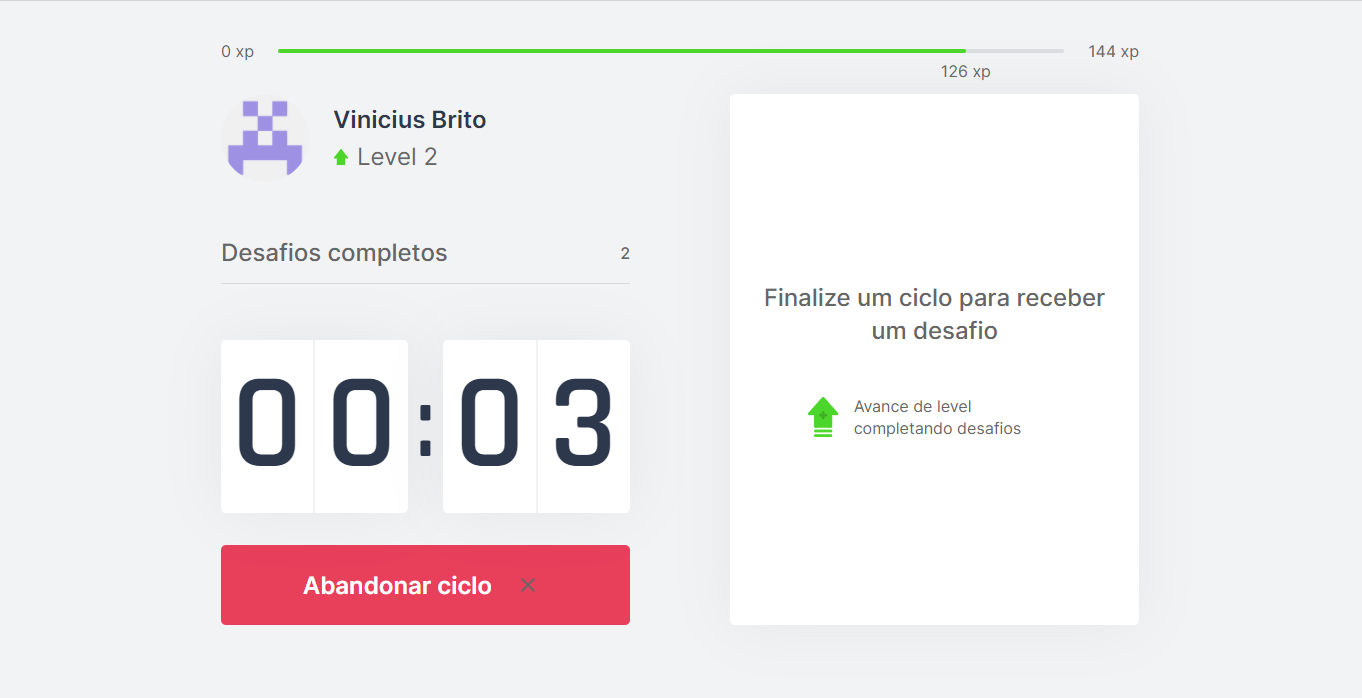 0 xp
144 xp
126 xp
Vinicius Brito
Level 2
Desafios completos
2
00:03
Abandonar ciclo
Finalize um ciclo para receber
um desafio
Avance de level
completando desafios